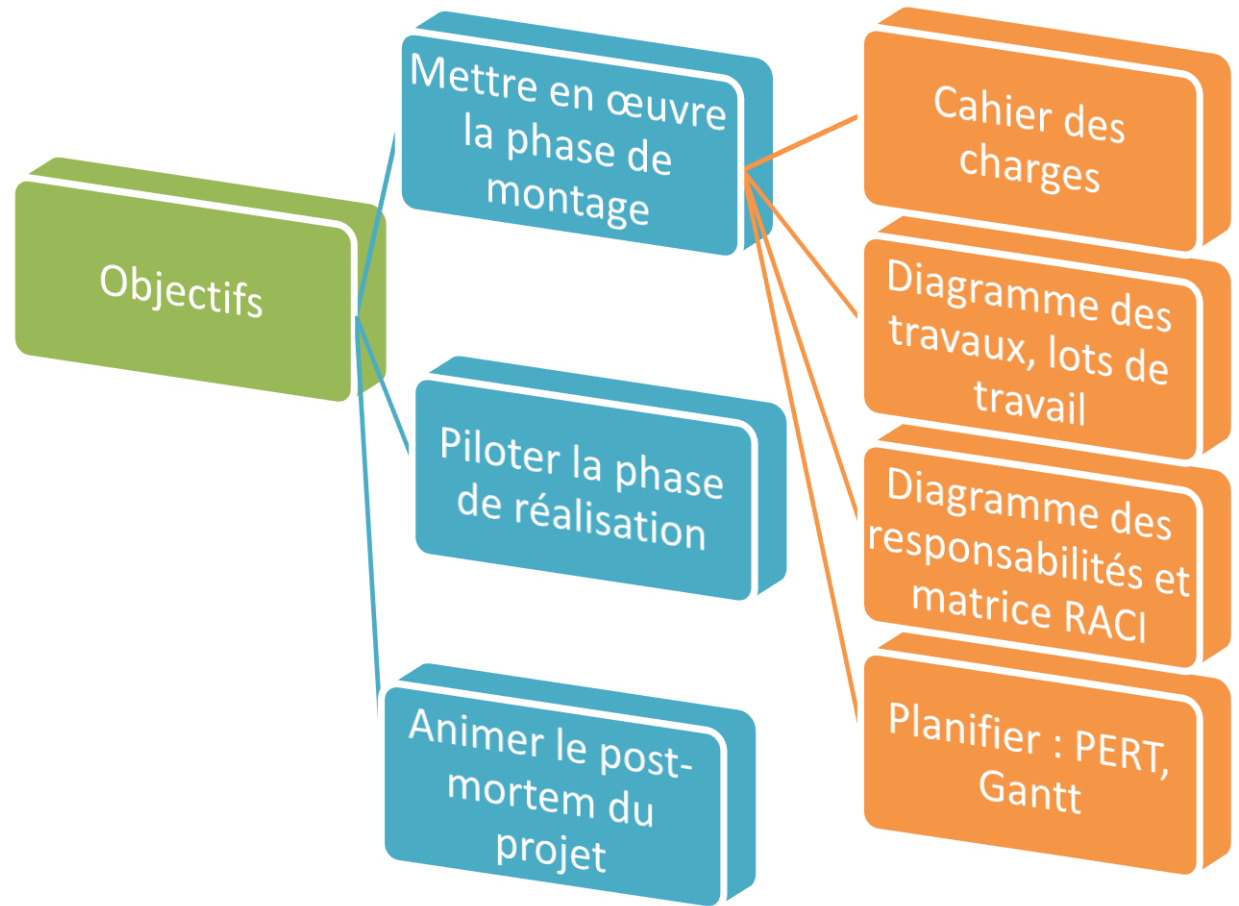 Objectifs
Mettre en œuvre
la phase de
montage
Piloter la phase
de réalisation
Animer le post-
mortem du
projet
Cahier des
charges
Diagramme des
travaux, lots de
travail
Diagramme des
responsabilités et
matrice RACI
Planifier : PERT,
Gantt